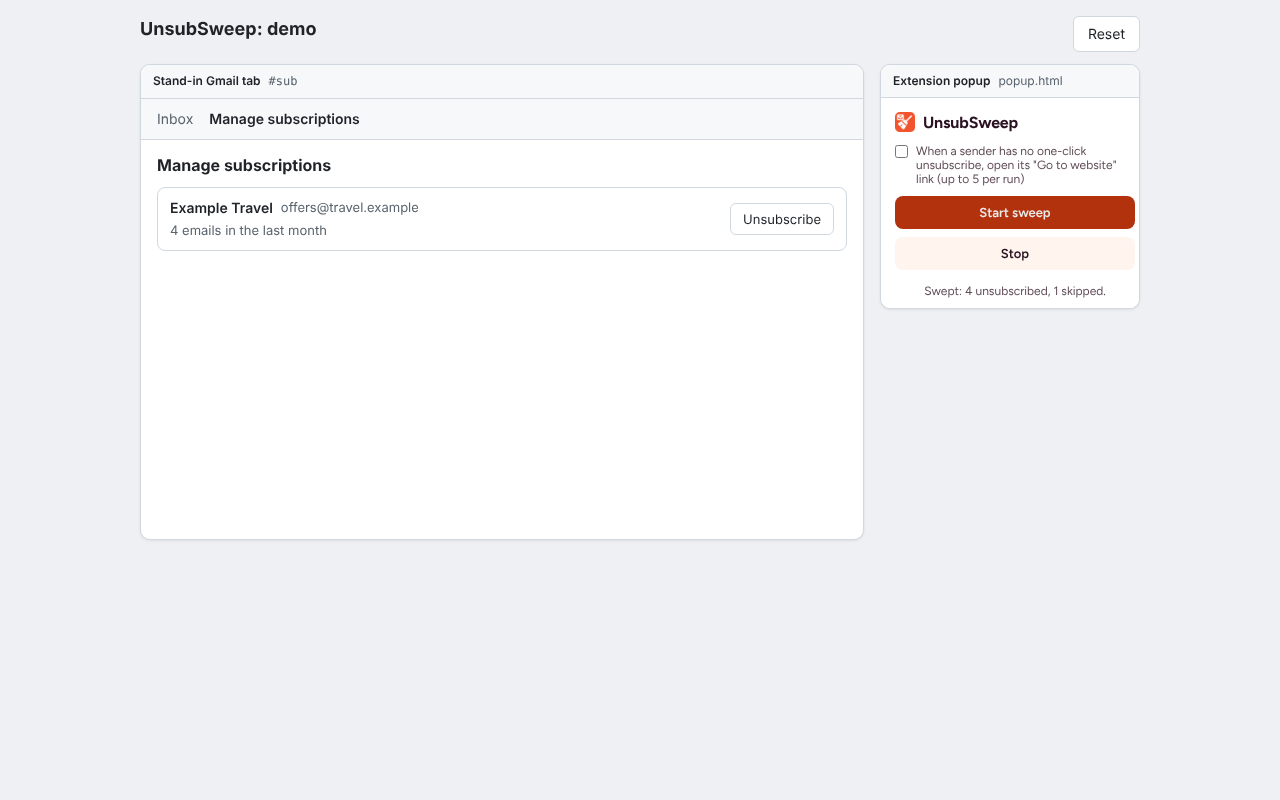 UnsubSweep: demo
Reset
Stand-in Gmail tab #sub
Inbox Manage subscriptions
Manage subscriptions
Example Travel offers@travel.example
4 emails in the last month
Unsubscribe
Extension popup popup.html
UnsubSweep
When a sender has no one-click
unsubscribe, open its "Go to website"
link (up to 5 per run)
Start sweep
Stop
Swept: 4 unsubscribed, 1 skipped.